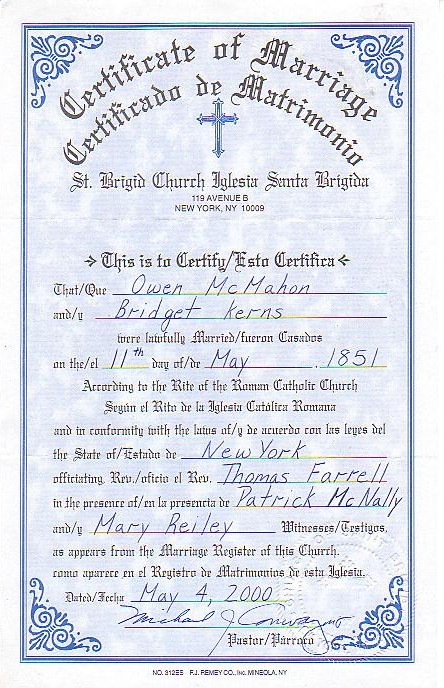 Certificate of Marriage
Certificado de Matrimonio
St. Brigid Church Iglesia Santa Brigida
119 AVENUE B
NEW YORK, NY 10009
This is to Certify/Esto Certifica
That/Que Owen McMahon
and/y Bridget Kerns
were lawfully Married/fueron Casados
on the/el 11th day of/de May, 1851
According to the Rite of the Roman Catholic Church
Según el Rito de la Iglesia Católica Romana
and in conformity with the laws of/y de acuerdo con las leyes del
the State of/Estado de New York
officiating Rev./oficio el Rev. Thomas Farrell
in the presence of/en la presencia de Patrick McNally
and/y Mary Reiley Witnesses/Testigos,
as appears from the Marriage Register of this Church.
como aparece en el Registro de Matrimonios de esta Iglesia.
Dated/Fecha May 4, 2000
Michael J. Conway
Pastor/Párroco
NO. 312ES F.J. REMEY CO., INC. MINEOLA, NY